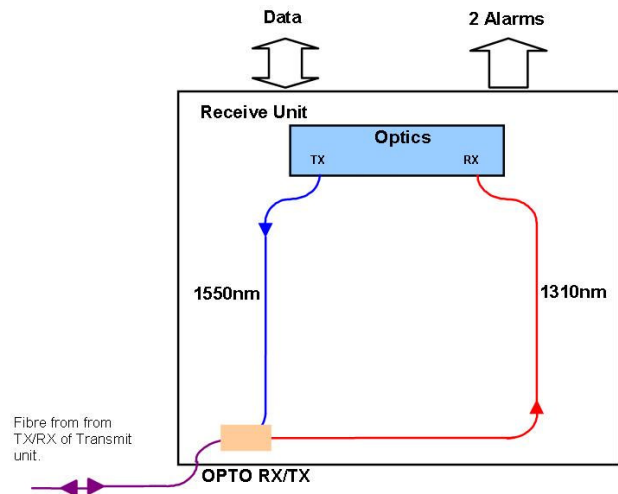 Data
2 Alarms
Receive Unit
Optics
TX
RX
1550nm
1310nm
Fibre from from
TX/RX of Transmit
unit.
OPTO RX/TX